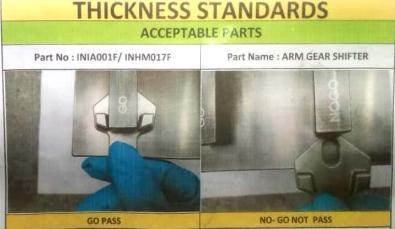 THICKNESS STANDARDS
ACCEPTABLE PARTS
Part No : INIA001F/ INHM017F
Part Name : ARM GEAR SHIFTER
GO
NOGO
GO PASS
NO- GO NOT PASS